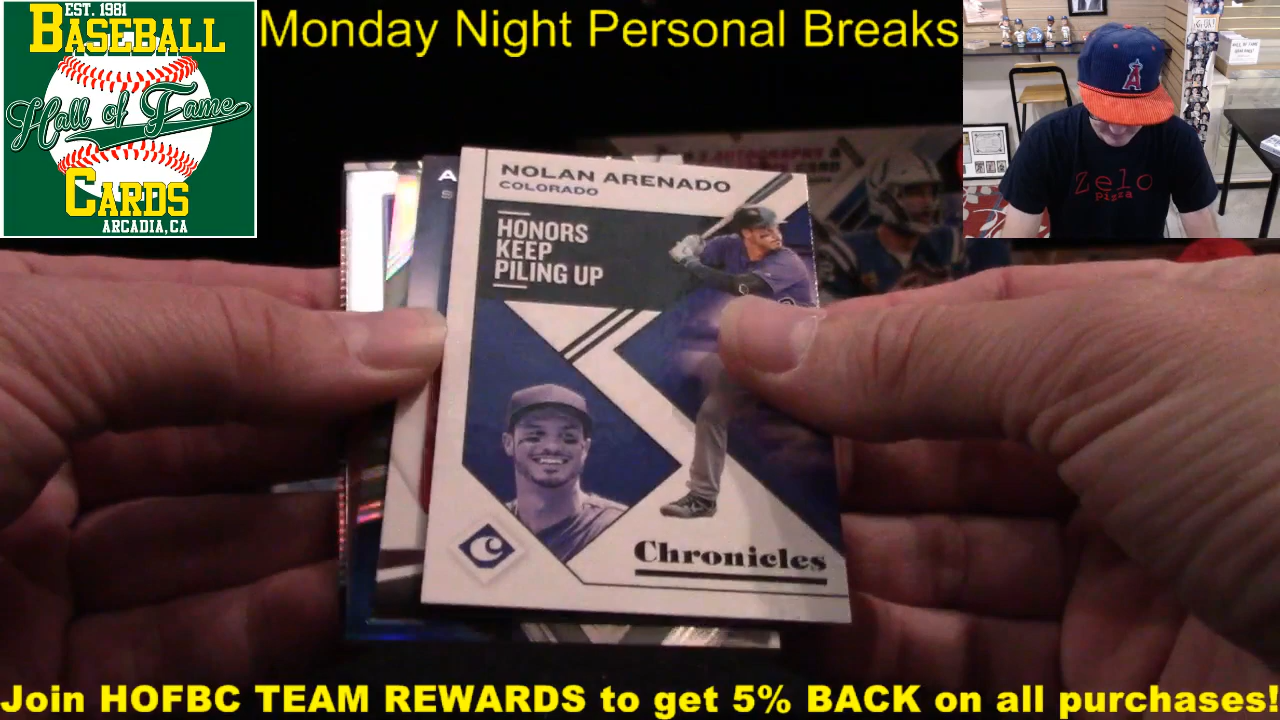 EST. 1981
BASEBALL
Hall of Fame
CARDS
ARCADIA, CA
Monday Night Personal Breaks
A
Zelo
pizza
NOLAN ARENADO
COLORADO
HONORS
KEEP
PILING UP
C
Chronicles
Join HOFBC TEAM REWARDS to get 5% BACK on all purchases!